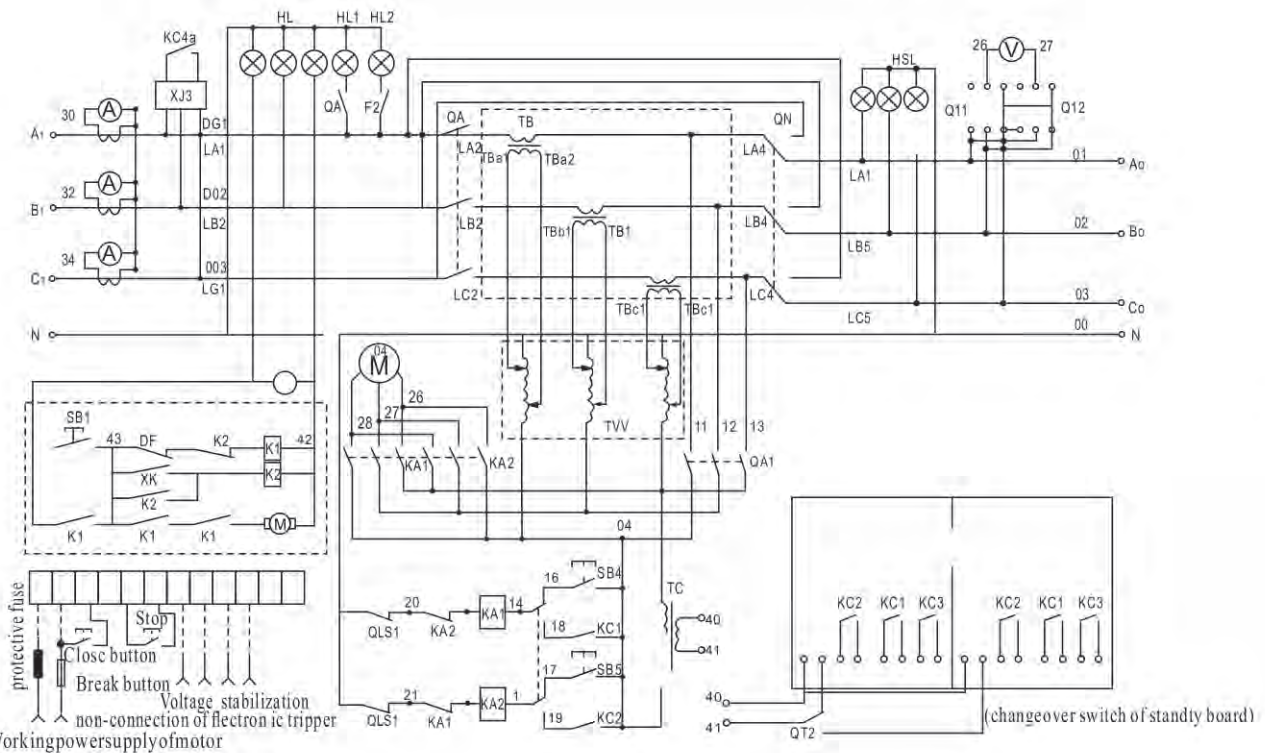 HL HL1 HL2
KC4a
XJ3
30 A
A1
32 A
B1
34 A
C1
N
DG1
LA1
D02
LB2
003
LG1
QA F2
QA
LA2
TB
TBa1 TBa2
LB2
TBb1 TB1
LC2
TBc1 TBc1
QN
LA4
LB4
LC4
HSL
26 V 27
Q11 Q12
LA1
01 Ao
LB5
02 Bo
LC5
03 Co
00 N
04
M
26
27
28
KA1 KA2
TVV
11 12 13
QA1
04
SB1
43 DF K2 K1 42
XK K2
K2
K1 K1 K1 M
protective fuse
Stop
Closc button
Break button
Voltage stabilization
non-connection of flectron ic tripper
Workingpowersupplyofmotor
16 SB4
20 KA1 14
QLS1 KA2
18 KC1
17 SB5
21 KA2 1
QLS1 KA1
19 KC2
TC
40
41
40
41
QT2
KC2 KC1 KC3 KC2 KC1 KC3
(changeover switch of standty board)